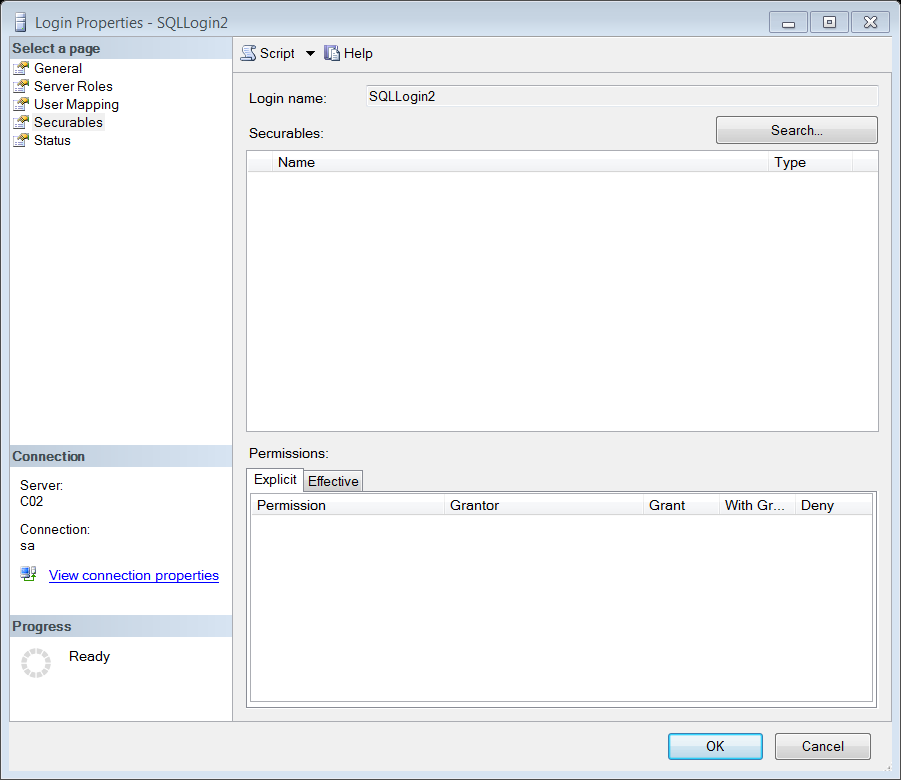 Login Properties - SQLLogin2
Select a page
General
Server Roles
User Mapping
Securables
Status
Script
Help
Login name: SQLLogin2
Securables:
Search...
Name Type
Permissions:
Explicit Effective
Permission Grantor Grant With Gr... Deny
Connection
Server:
C02
Connection:
sa
View connection properties
Progress
Ready
OK
Cancel